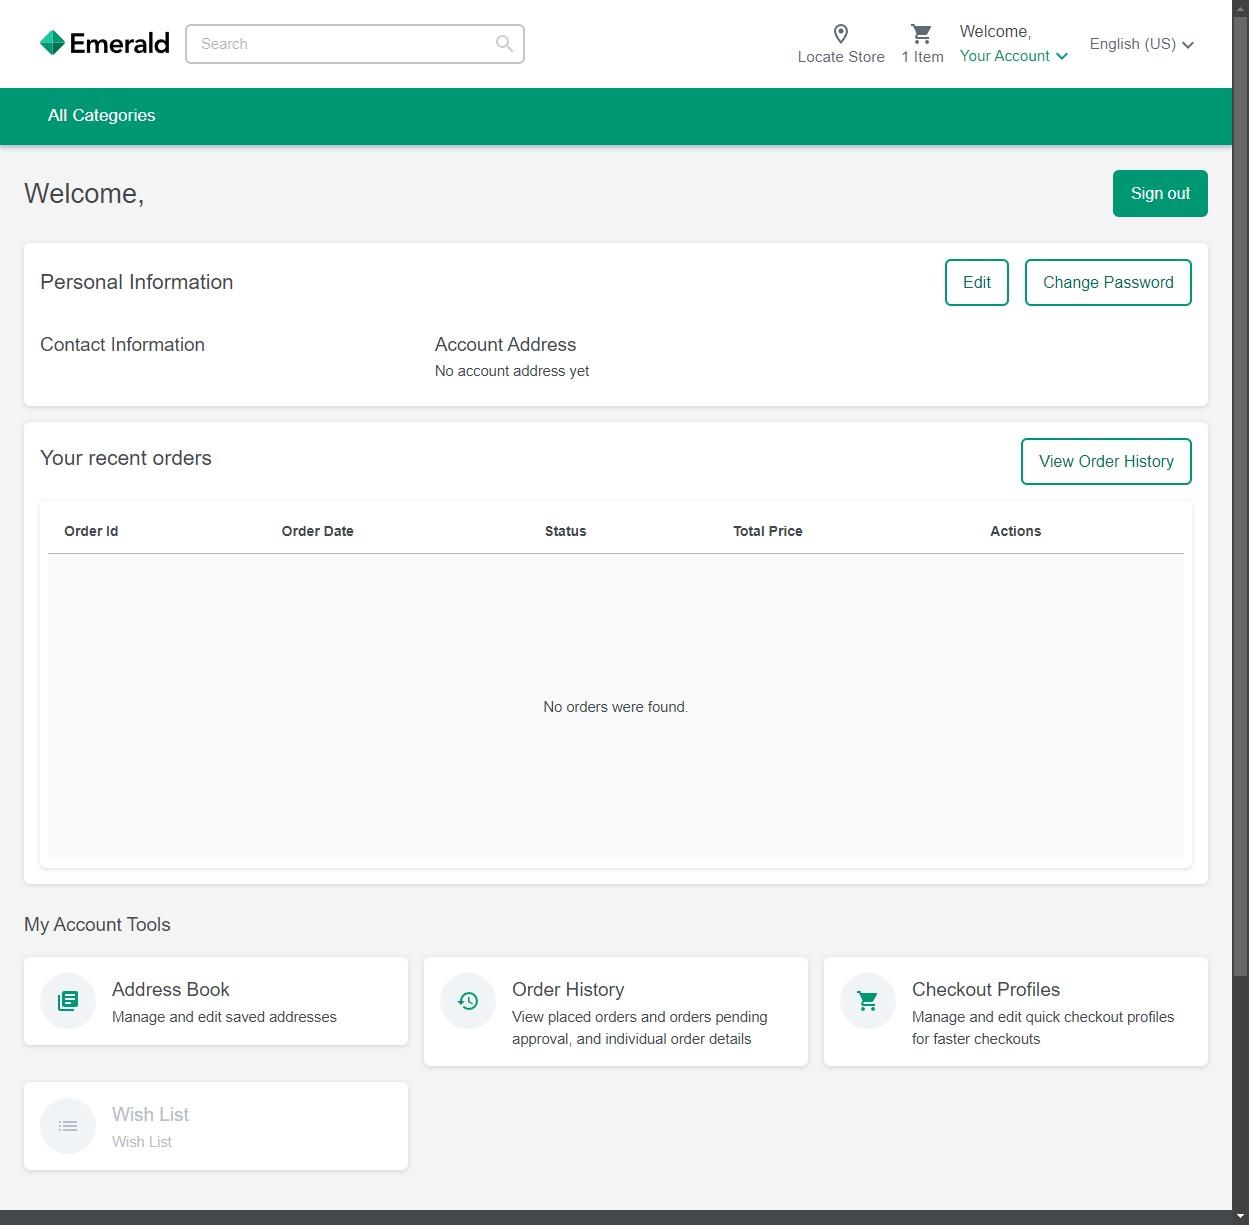 Emerald
Search
Locate Store
1 Item
Welcome,
Your Account
English (US)
All Categories
Welcome,
Sign out
Personal Information
Edit
Change Password
Contact Information
Account Address
No account address yet
Your recent orders
View Order History
Order Id Order Date Status Total Price Actions
No orders were found.
My Account Tools
Address Book
Manage and edit saved addresses
Order History
View placed orders and orders pending
approval, and individual order details
Checkout Profiles
Manage and edit quick checkout profiles
for faster checkouts
Wish List
Wish List